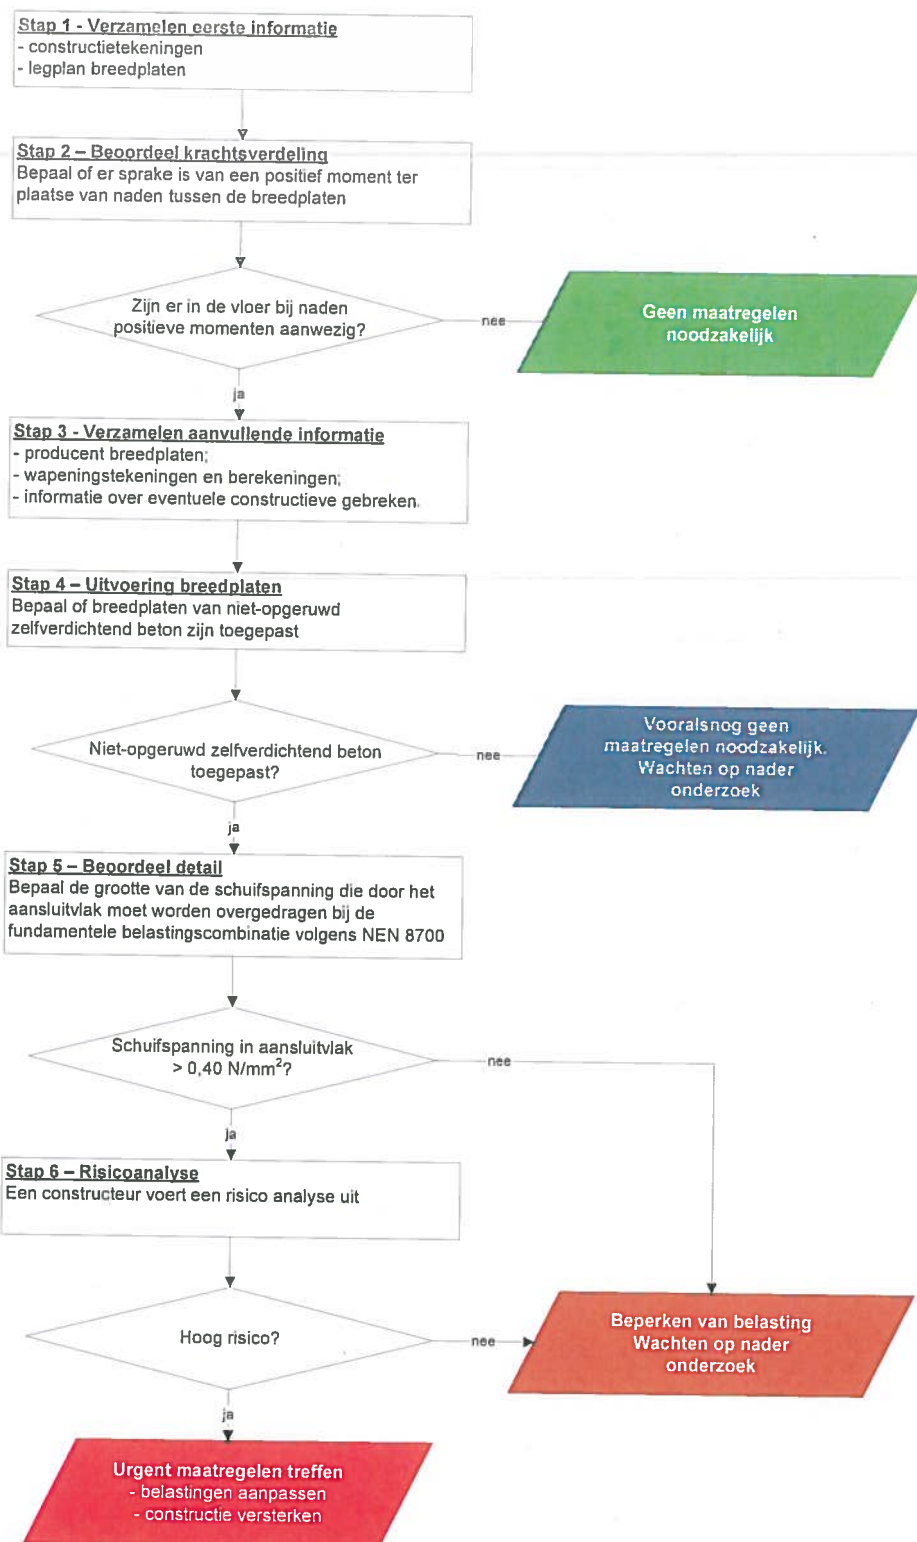 Stap 1 - Verzamelen eerste informatie
- constructietekeningen
- legplan breedplaten
Stap 2 – Beoordeel krachtsverdeling
Bepaal of er sprake is van een positief moment ter
plaatse van naden tussen de breedplaten
Zijn er in de vloer bij naden
positieve momenten aanwezig?
nee
Geen maatregelen
noodzakelijk
ja
Stap 3 - Verzamelen aanvullende informatie
- producent breedplaten;
- wapeningstekeningen en berekeningen;
- informatie over eventuele constructieve gebreken.
Stap 4 – Uitvoering breedplaten
Bepaal of breedplaten van niet-opgeruwd
zelfverdichtend beton zijn toegepast
Niet-opgeruwd zelfverdichtend beton
toegepast?
nee
Vooralsnog geen
maatregelen noodzakelijk.
Wachten op nader
onderzoek
ja
Stap 5 – Beoordeel detail
Bepaal de grootte van de schuifspanning die door het
aansluitvlak moet worden overgedragen bij de
fundamentele belastingscombinatie volgens NEN 8700
Schuifspanning in aansluitvlak
> 0,40 N/mm²?
nee
ja
Stap 6 – Risicoanalyse
Een constructeur voert een risico analyse uit
Hoog risico?
nee
Beperken van belasting
Wachten op nader
onderzoek
ja
Urgent maatregelen treffen
- belastingen aanpassen
- constructie versterken